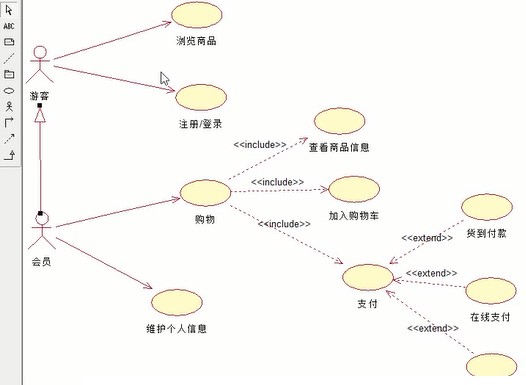 ABC
浏览商品
游客
注册/登录
<<include>>
查看商品信息
<<include>>
加入购物车
购物
<<include>>
货到付款
<<extend>>
会员
<<extend>>
支付
在线支付
维护个人信息
<<extend>>